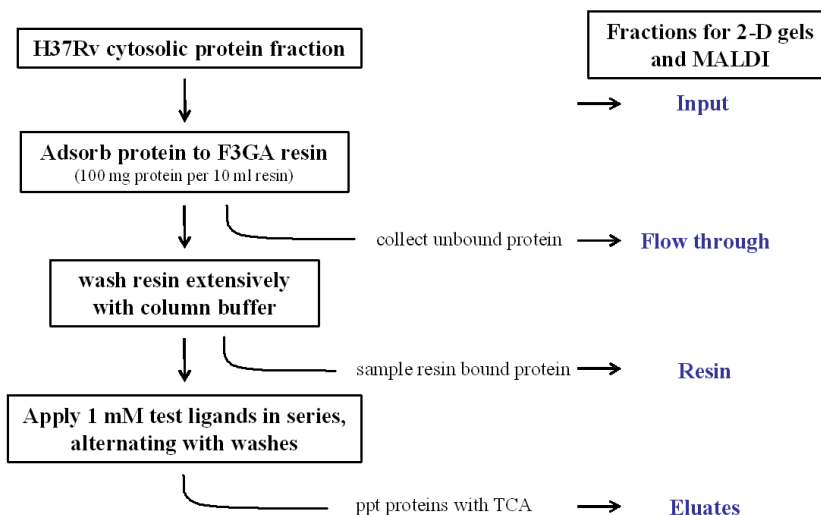 H37Rv cytosolic protein fraction
Fractions for 2-D gels
and MALDI
Input
Adsorb protein to F3GA resin
(100 mg protein per 10 ml resin)
collect unbound protein
Flow through
wash resin extensively
with column buffer
sample resin bound protein
Resin
Apply 1 mM test ligands in series,
alternating with washes
ppt proteins with TCA
Eluates